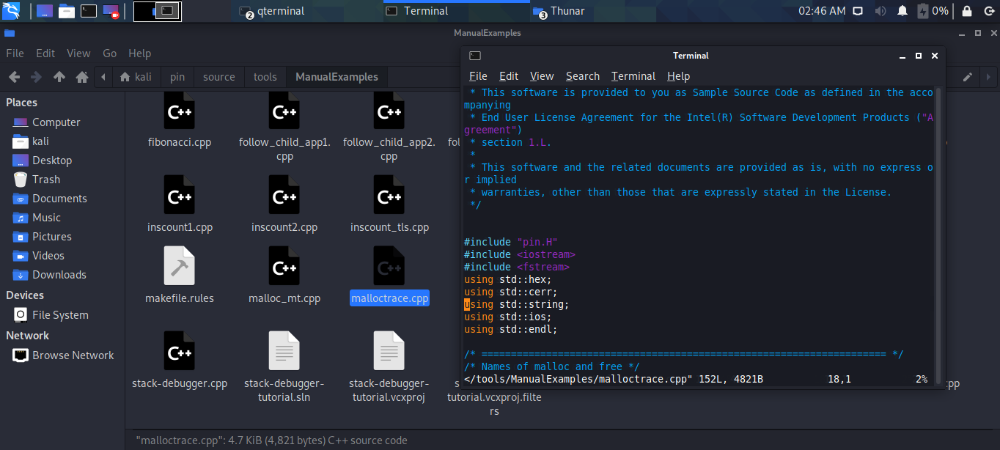 2 qterminal
Terminal
3 Thunar
02:46 AM
0%
ManualExamples
File Edit View Go Help
kali pin source tools ManualExamples
Places
Computer
kali
Desktop
Trash
Documents
Music
Pictures
Videos
Downloads
Devices
File System
Network
Browse Network
C++ C++ C++
fibonacci.cpp
follow_child_app1.
cpp
follow_child_app2.
cpp
C++ C++ C++
inscount1.cpp inscount2.cpp inscount_tls.cpp
C++ C++
makefile.rules malloc_mt.cpp malloctrace.cpp
C++
stack-debugger.cpp
stack-debugger-
tutorial.sln
stack-debugger-
tutorial.vcxproj
tutorial.vcxproj.filte
rs
"malloctrace.cpp": 4.7 KiB (4,821 bytes) C++ source code
Terminal
File Edit View Search Terminal Help
* This software is provided to you as Sample Source Code as defined in the acco
mpanying
* End User License Agreement for the Intel(R) Software Development Products ("A
greement")
* section 1.L.
*
* This software and the related documents are provided as is, with no express o
r implied
* warranties, other than those that are expressly stated in the License.
*/
#include "pin.H"
#include <iostream>
#include <fstream>
using std::hex;
using std::cerr;
using std::string;
using std::ios;
using std::endl;
/* ===================================================================== */
/* Names of malloc and free */
</tools/ManualExamples/malloctrace.cpp" 152L, 4821B 18,1 2%